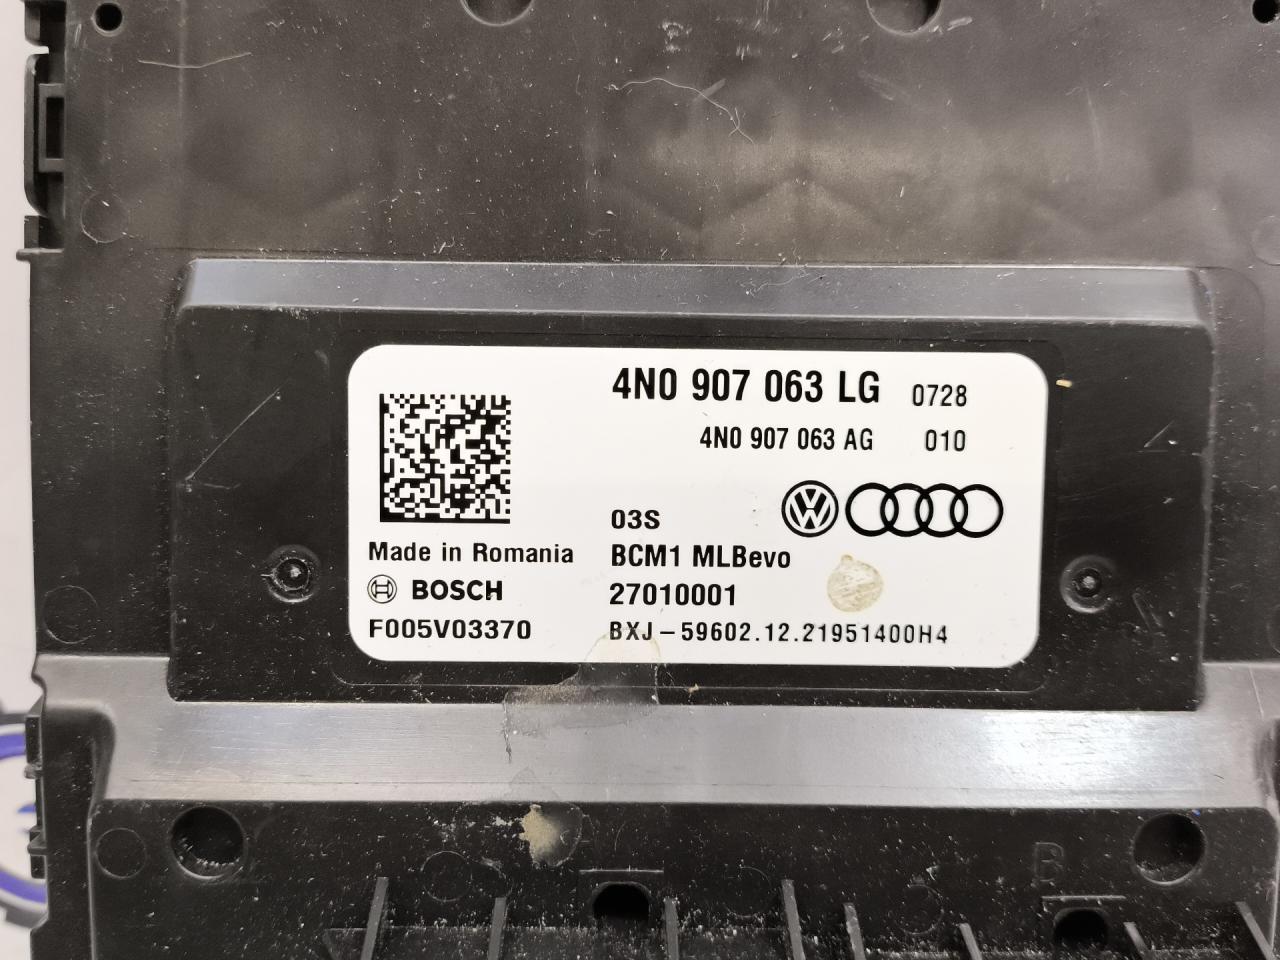 4N0 907 063 LG 0728
4N0 907 063 AG 010
03S
Made in Romania BCM1 MLBevo
BOSCH 27010001
F005V03370 BXJ-59602.12.21951400H4
B